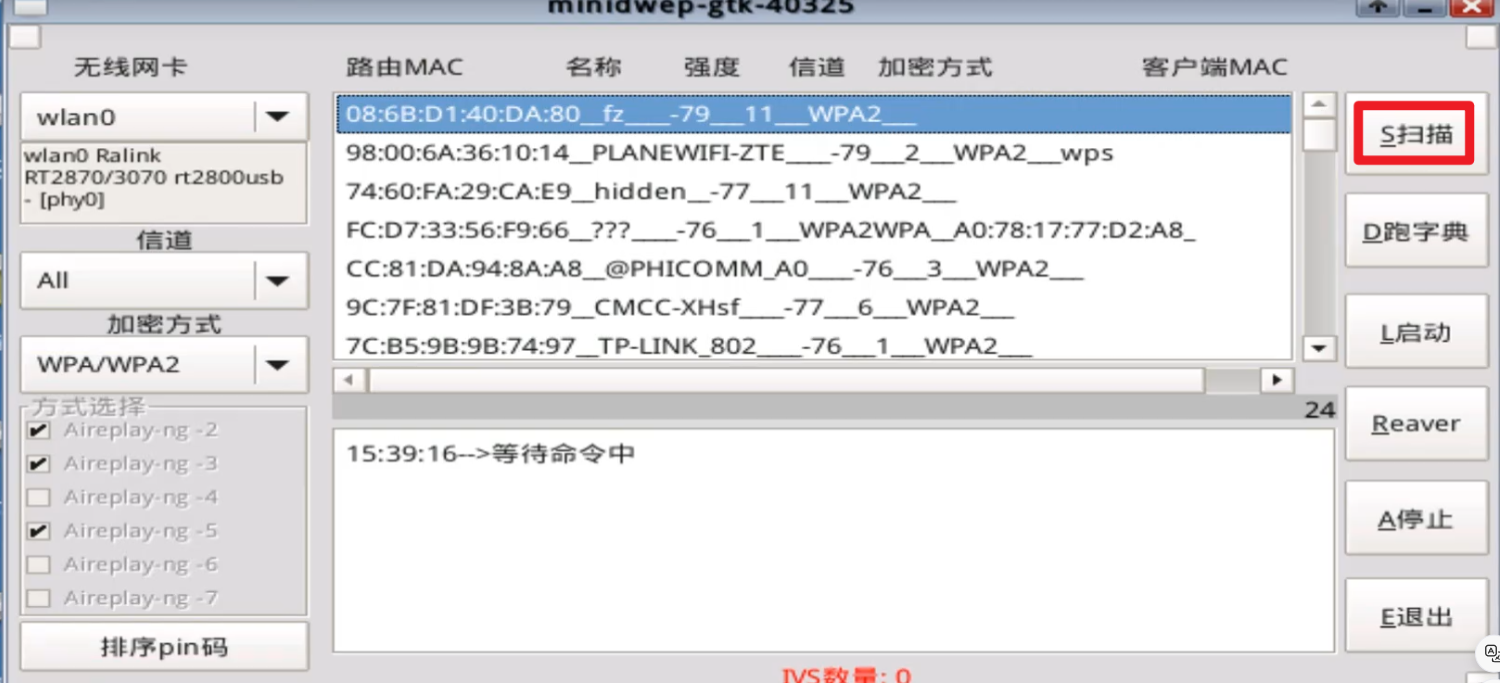 minidwep-gtk-40325
无线网卡
路由MAC 名称 强度 信道 加密方式 客户端MAC
wlan0
wlan0 Ralink
RT2870/3070 rt2800usb
- [phy0]
信道
All
加密方式
WPA/WPA2
方式选择
Aireplay-ng -2
Aireplay-ng -3
Aireplay-ng -4
Aireplay-ng -5
Aireplay-ng -6
Aireplay-ng -7
排序pin码
08:6B:D1:40:DA:80__fz____-79___11___WPA2___
98:00:6A:36:10:14__PLANEWIFI-ZTE____-79___2___WPA2___wps
74:60:FA:29:CA:E9__hidden__-77___11___WPA2___
FC:D7:33:56:F9:66__???____-76___1___WPA2WPA__A0:78:17:77:D2:A8_
CC:81:DA:94:8A:A8__@PHICOMM_A0____-76___3___WPA2___
9C:7F:81:DF:3B:79__CMCC-XHsf____-77___6___WPA2___
7C:B5:9B:9B:74:97__TP-LINK_802____-76___1___WPA2___
24
15:39:16-->等待命令中
IVS数量: 0
S扫描
D跑字典
L启动
Reaver
A停止
E退出